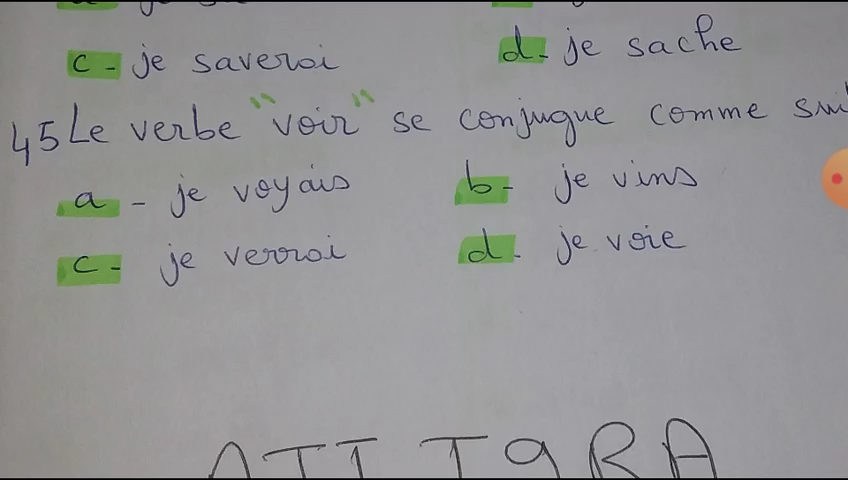 c - je saveroi d - je sache
45 Le verbe "voir" se conjugue comme sui
a - je voyais b - je vins
c - je verroi d - je voie